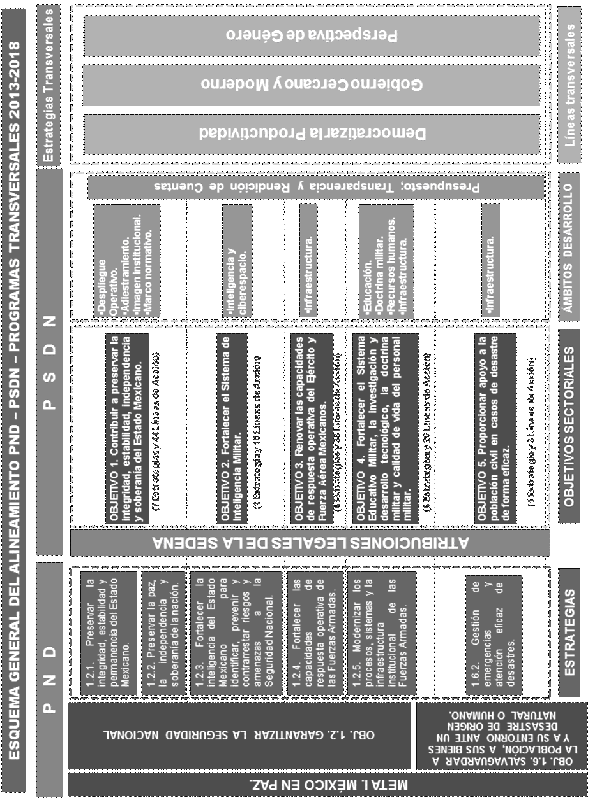 ESQUEMA GENERAL DEL ALINEAMIENTO PND – PSDN – PROGRAMAS TRANSVERSALES 2013-2018
P N D
P S D N
Estrategias Transversales
META I. MÉXICO EN PAZ.
OBJ. 1.2. GARANTIZAR LA SEGURIDAD NACIONAL
OBJ. 1.6. SALVAGUARDAR A
LA POBLACIÓN, A SUS BIENES
Y A SU ENTORNO ANTE UN
DESASTRE DE ORIGEN
NATURAL O HUMANO.
1.2.1. Preservar la
integridad, estabilidad y
permanencia del Estado
Mexicano.
1.2.2. Preservar la paz,
la independencia y
soberanía de la nación.
1.2.3. Fortalecer la
inteligencia del Estado
Mexicano para
identificar, prevenir y
contrarrestar riesgos y
amenazas a la
Seguridad Nacional.
1.2.4. Fortalecer las
capacidades de
respuesta operativa de
las Fuerzas Armadas.
1.2.5. Modernizar los
procesos, sistemas y la
infraestructura
institucional de las
Fuerzas Armadas.
1.6.2. Gestión de
emergencias y
atención eficaz de
desastres.
ESTRATEGIAS
ATRIBUCIONES LEGALES DE LA SEDENA
OBJETIVO 1. Contribuir a preservar la
integridad, estabilidad, independencia
y soberanía del Estado Mexicano.
OBJETIVO 2. Fortalecer el Sistema de
Inteligencia Militar.
OBJETIVO 3. Renovar las capacidades
de respuesta operativa del Ejército y
Fuerza Aérea Mexicanos.
OBJETIVO 4. Fortalecer el Sistema
Educativo Militar, la investigación y
desarrollo tecnológico, la doctrina
militar y calidad de vida del personal
militar.
OBJETIVO 5. Proporcionar apoyo a la
población civil en casos de desastre
de forma eficaz.
OBJETIVOS SECTORIALES
•Despliegue
Operativo.
•Adiestramiento.
•Imagen Institucional.
•Marco normativo.
•Inteligencia y
ciberespacio.
•Infraestructura.
•Educación.
•Doctrina militar.
•Recursos humanos.
•Infraestructura.
•Infraestructura.
ÁMBITOS DESARROLLO
Presupuesto; Transparencia y Rendición de Cuentas
Democratizar la Productividad
Gobierno Cercano y Moderno
Perspectiva de Género
Líneas transversales